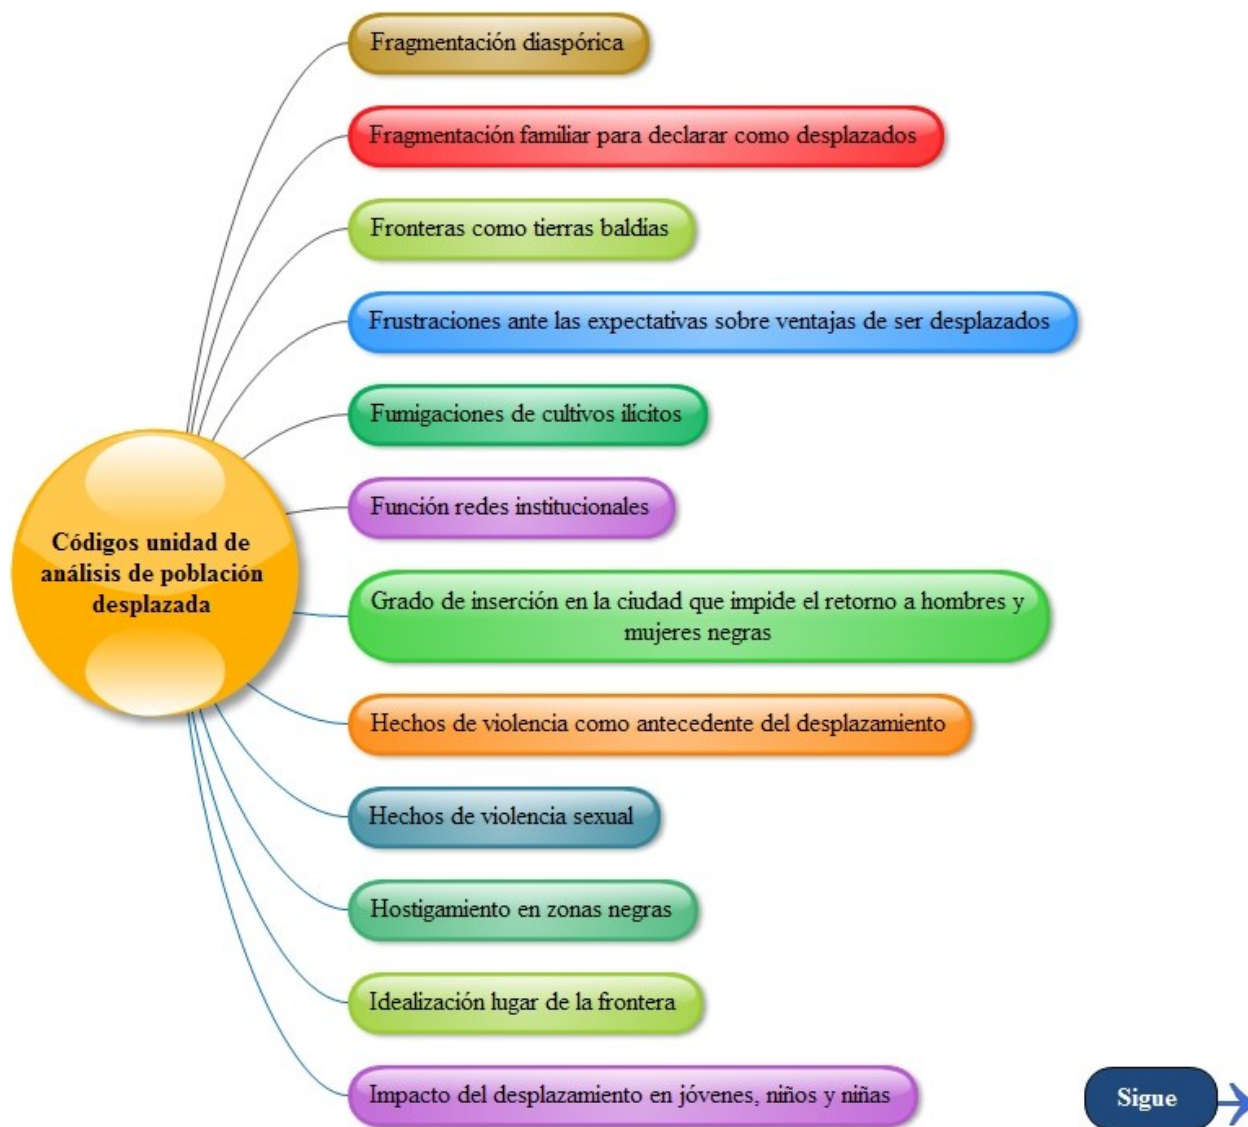 Fragmentación diaspórica
Fragmentación familiar para declarar como desplazados
Fronteras como tierras baldías
Frustraciones ante las expectativas sobre ventajas de ser desplazados
Fumigaciones de cultivos ilícitos
Función redes institucionales
Códigos unidad de
análisis de población
desplazada
Grado de inserción en la ciudad que impide el retorno a hombres y
mujeres negras
Hechos de violencia como antecedente del desplazamiento
Hechos de violencia sexual
Hostigamiento en zonas negras
Idealización lugar de la frontera
Impacto del desplazamiento en jóvenes, niños y niñas
Sigue